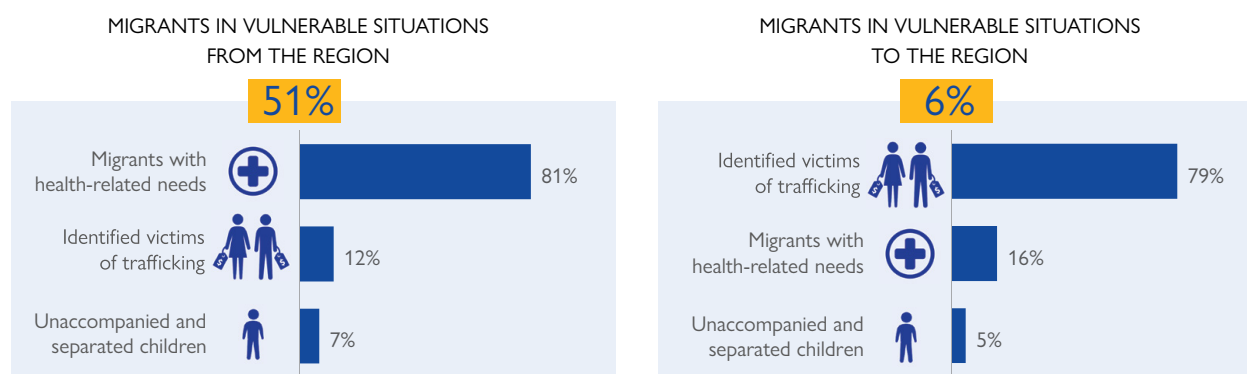 MIGRANTS IN VULNERABLE SITUATIONS
FROM THE REGION
51%
Migrants with
health-related needs
81%
Identified victims
of trafficking
12%
Unaccompanied and
separated children
7%
MIGRANTS IN VULNERABLE SITUATIONS
TO THE REGION
6%
Identified victims
of trafficking
$
$
79%
Migrants with
health-related needs
16%
Unaccompanied and
separated children
5%